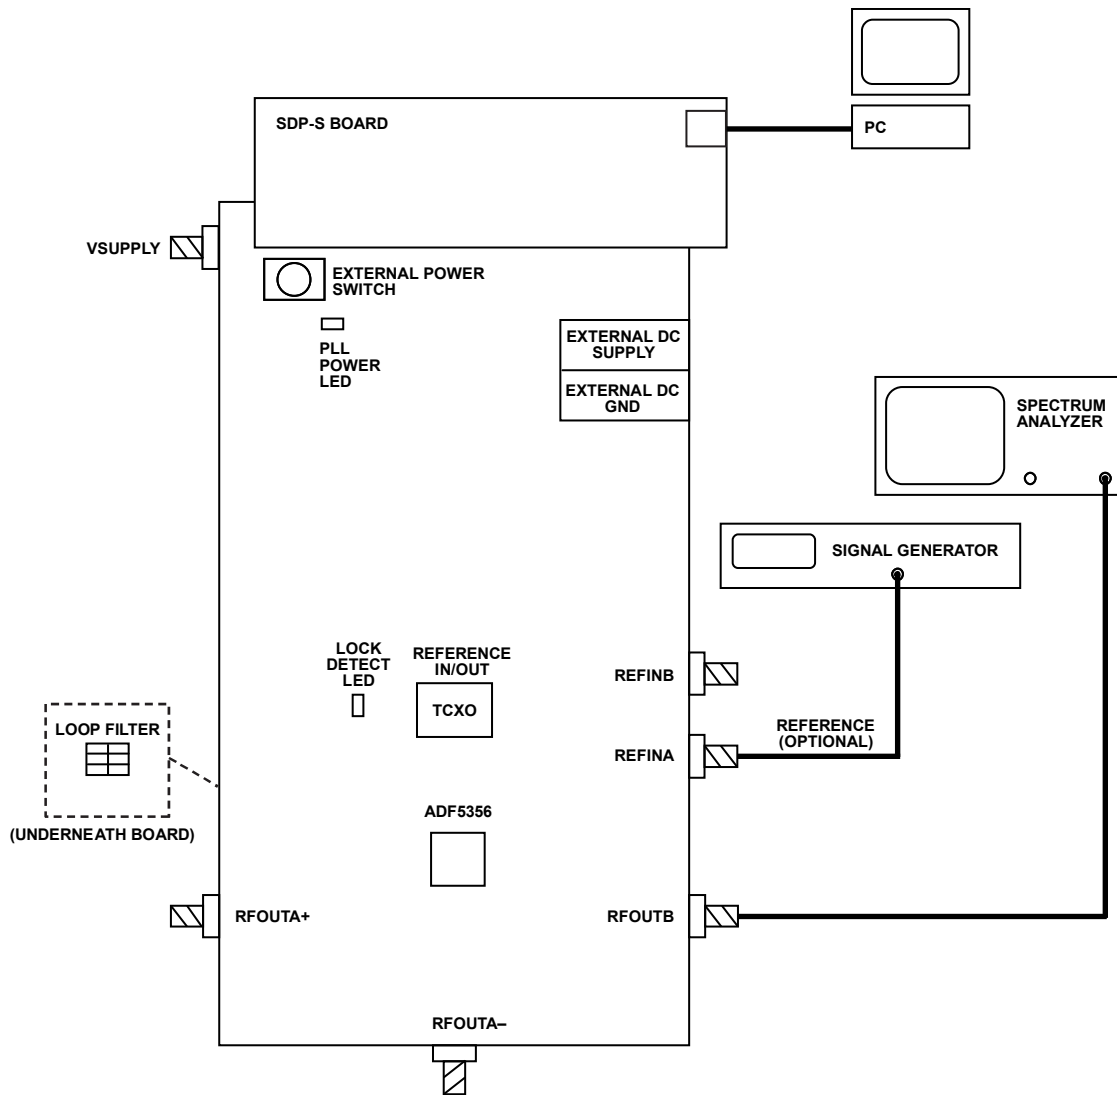 SDP-S BOARD
PC
VSUPPLY
EXTERNAL POWER
SWITCH
PLL
POWER
LED
EXTERNAL DC
SUPPLY
EXTERNAL DC
GND
SPECTRUM
ANALYZER
SIGNAL GENERATOR
LOCK
DETECT
LED
REFERENCE
IN/OUT
TCXO
REFINB
REFERENCE
(OPTIONAL)
REFINA
LOOP FILTER
(UNDERNEATH BOARD)
ADF5356
RFOUTA+
RFOUTB
RFOUTA–